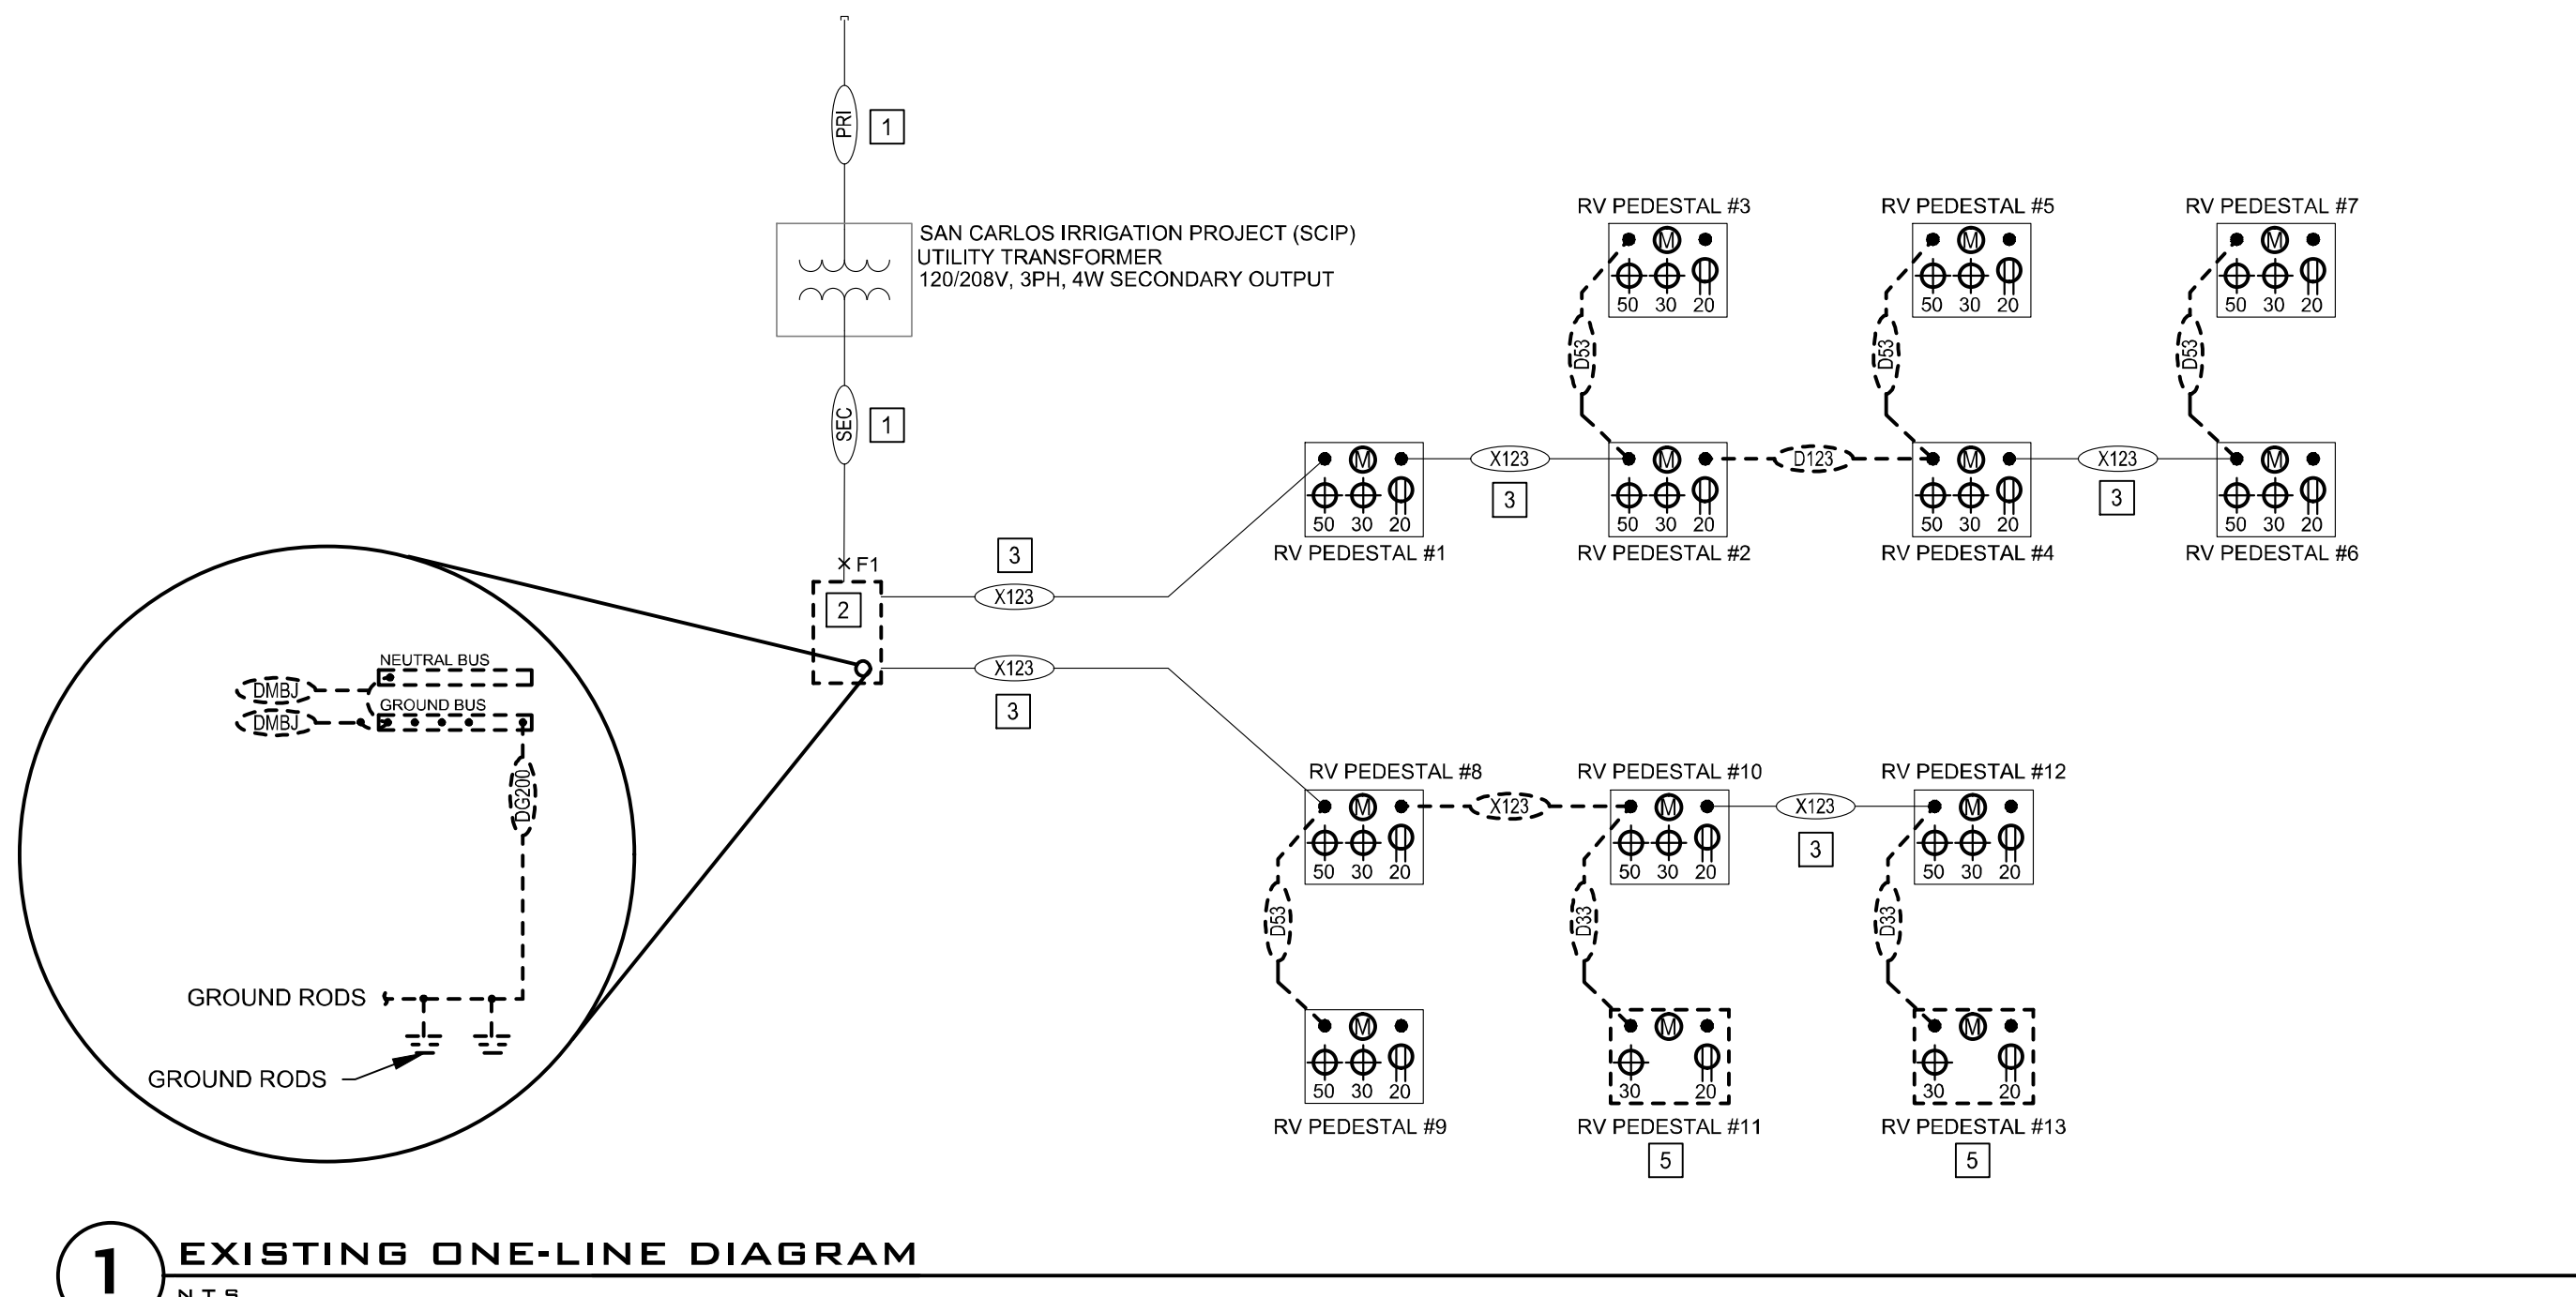 PRI
1
SAN CARLOS IRRIGATION PROJECT (SCIP)
UTILITY TRANSFORMER
120/208V, 3PH, 4W SECONDARY OUTPUT
SEC
1
F1
2
RV PEDESTAL #3
M
50 30 20
RV PEDESTAL #5
M
50 30 20
RV PEDESTAL #7
M
50 30 20
D53
D53
D53
M
50 30 20
RV PEDESTAL #1
X123
3
M
50 30 20
RV PEDESTAL #2
D123
M
50 30 20
RV PEDESTAL #4
X123
3
M
50 30 20
RV PEDESTAL #6
3
X123
X123
3
NEUTRAL BUS
DMBJ
GROUND BUS
DMBJ
DG200
GROUND RODS
GROUND RODS
RV PEDESTAL #8
M
50 30 20
X123
RV PEDESTAL #10
M
50 30 20
X123
3
RV PEDESTAL #12
M
50 30 20
D53
D33
D33
M
50 30 20
RV PEDESTAL #9
M
30 20
RV PEDESTAL #11
5
M
30 20
RV PEDESTAL #13
5
1
EXISTING ONE-LINE DIAGRAM
NTS